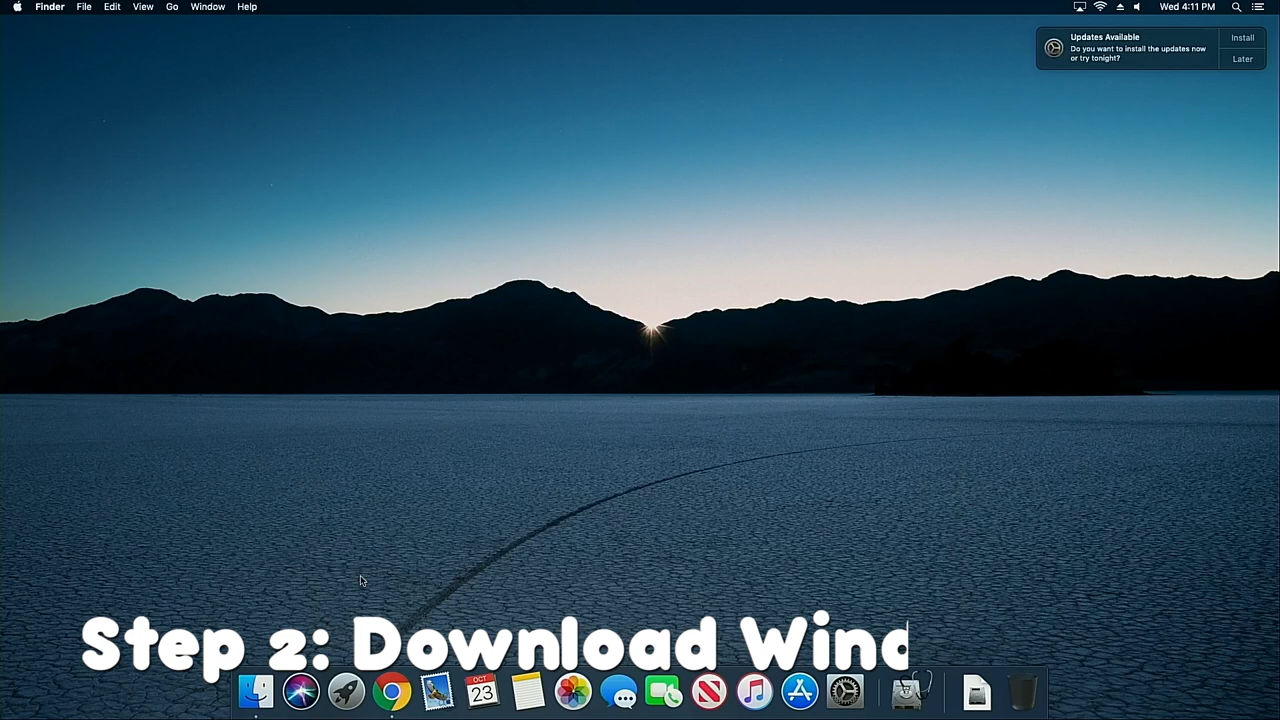 Finder File Edit View Go Window Help Wed 4:11 PM
Updates Available
Install
Do you want to install the updates now
or try tonight?
Later
Step 2: Download Wind
OCT
23